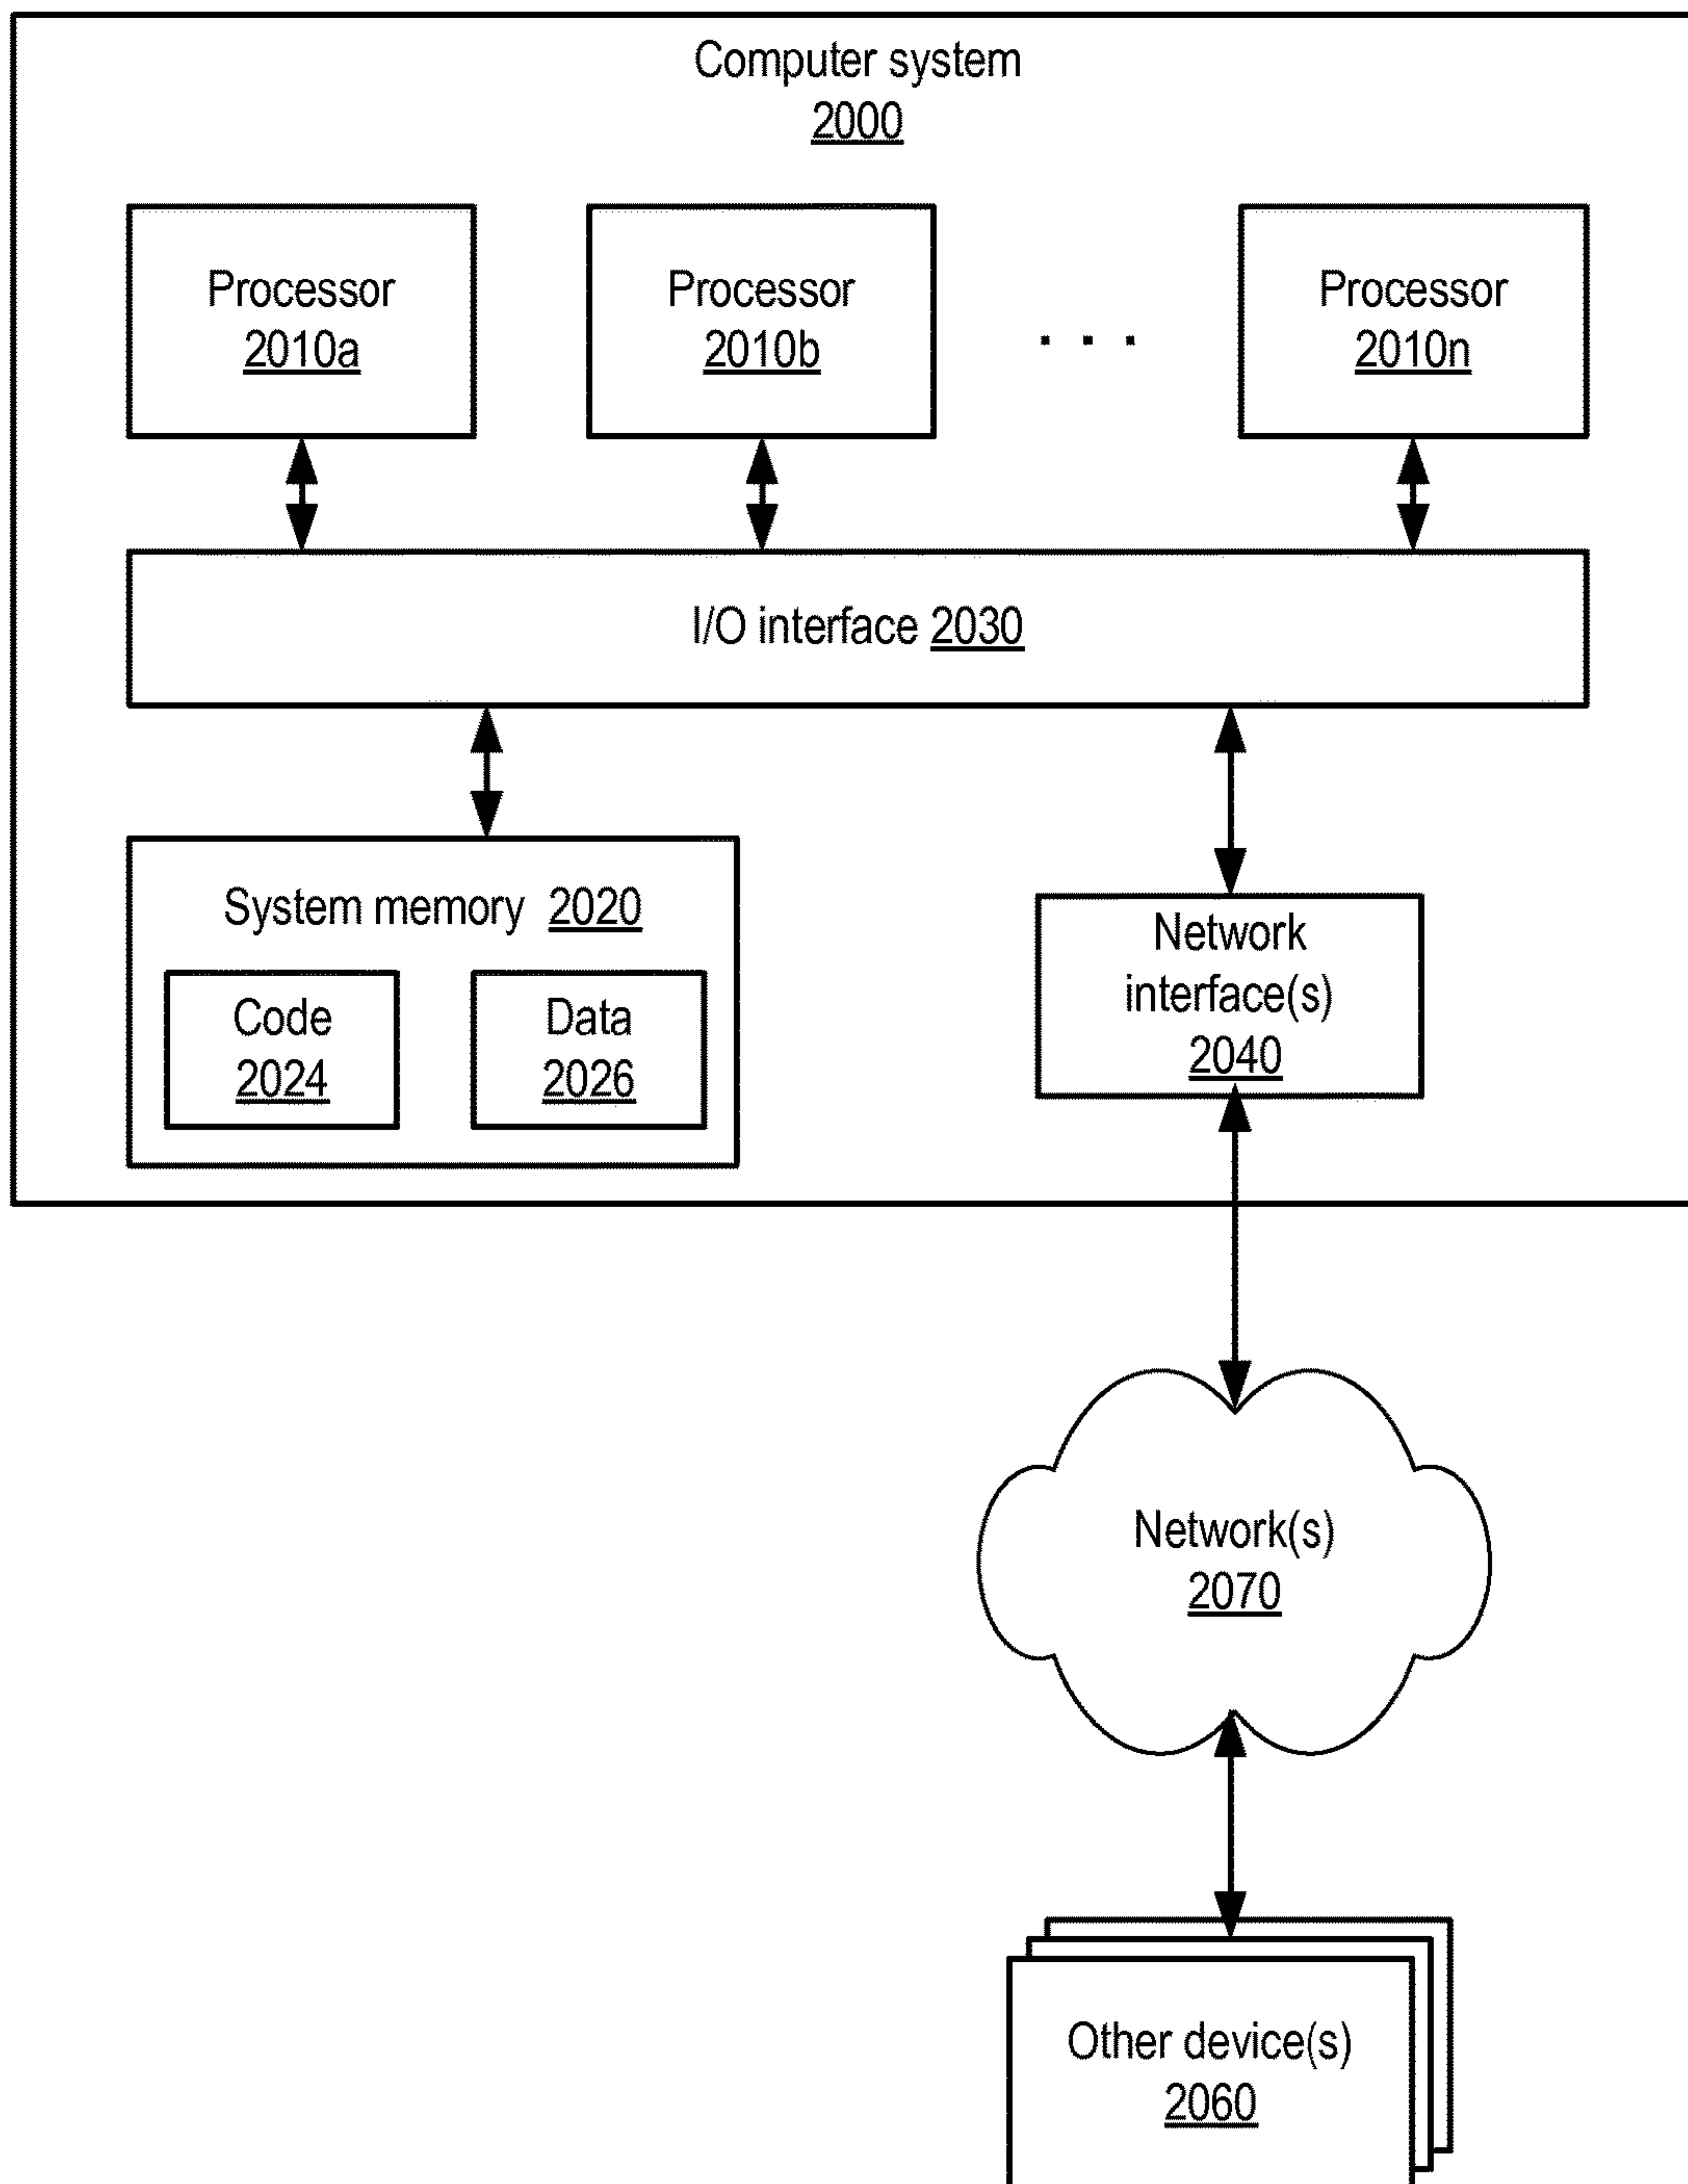 Computer system
2000
Processor
2010a
Processor
2010b
. . .
Processor
2010n
I/O interface 2030
System memory 2020
Code
2024
Data
2026
Network
interface(s)
2040
Network(s)
2070
Other device(s)
2060